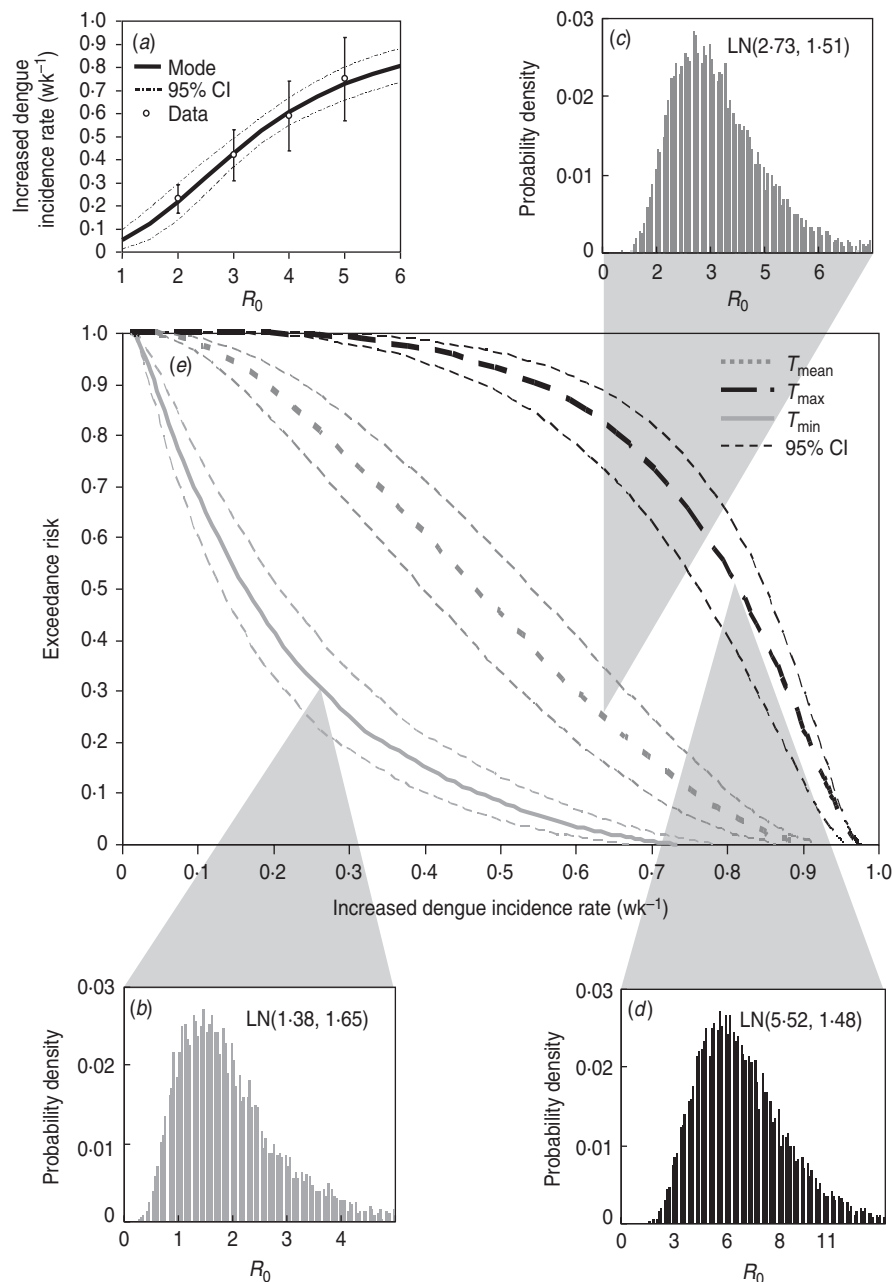 (a)
Increased dengue
incidence rate (wk−1)
1·0
0·9
0·8
0·7
0·6
0·5
0·4
0·3
0·2
0·1
0
Mode
95% CI
Data
1 2 3 4 5 6
R0
(c)
LN(2·73, 1·51)
Probability density
0·03
0·02
0·01
0
0 2 3 5 6
R0
(e)
Exceedance risk
1·0
0·9
0·8
0·7
0·6
0·5
0·4
0·3
0·2
0·1
0
Tmean
Tmax
Tmin
95% CI
0 0·1 0·2 0·3 0·4 0·5 0·6 0·7 0·8 0·9 1·0
Increased dengue incidence rate (wk−1)
(b)
LN(1·38, 1·65)
Probability density
0·03
0·02
0·01
0
0 1 2 3 4
R0
(d)
LN(5·52, 1·48)
Probability density
0·03
0·02
0·01
0
0 3 6 8 11
R0